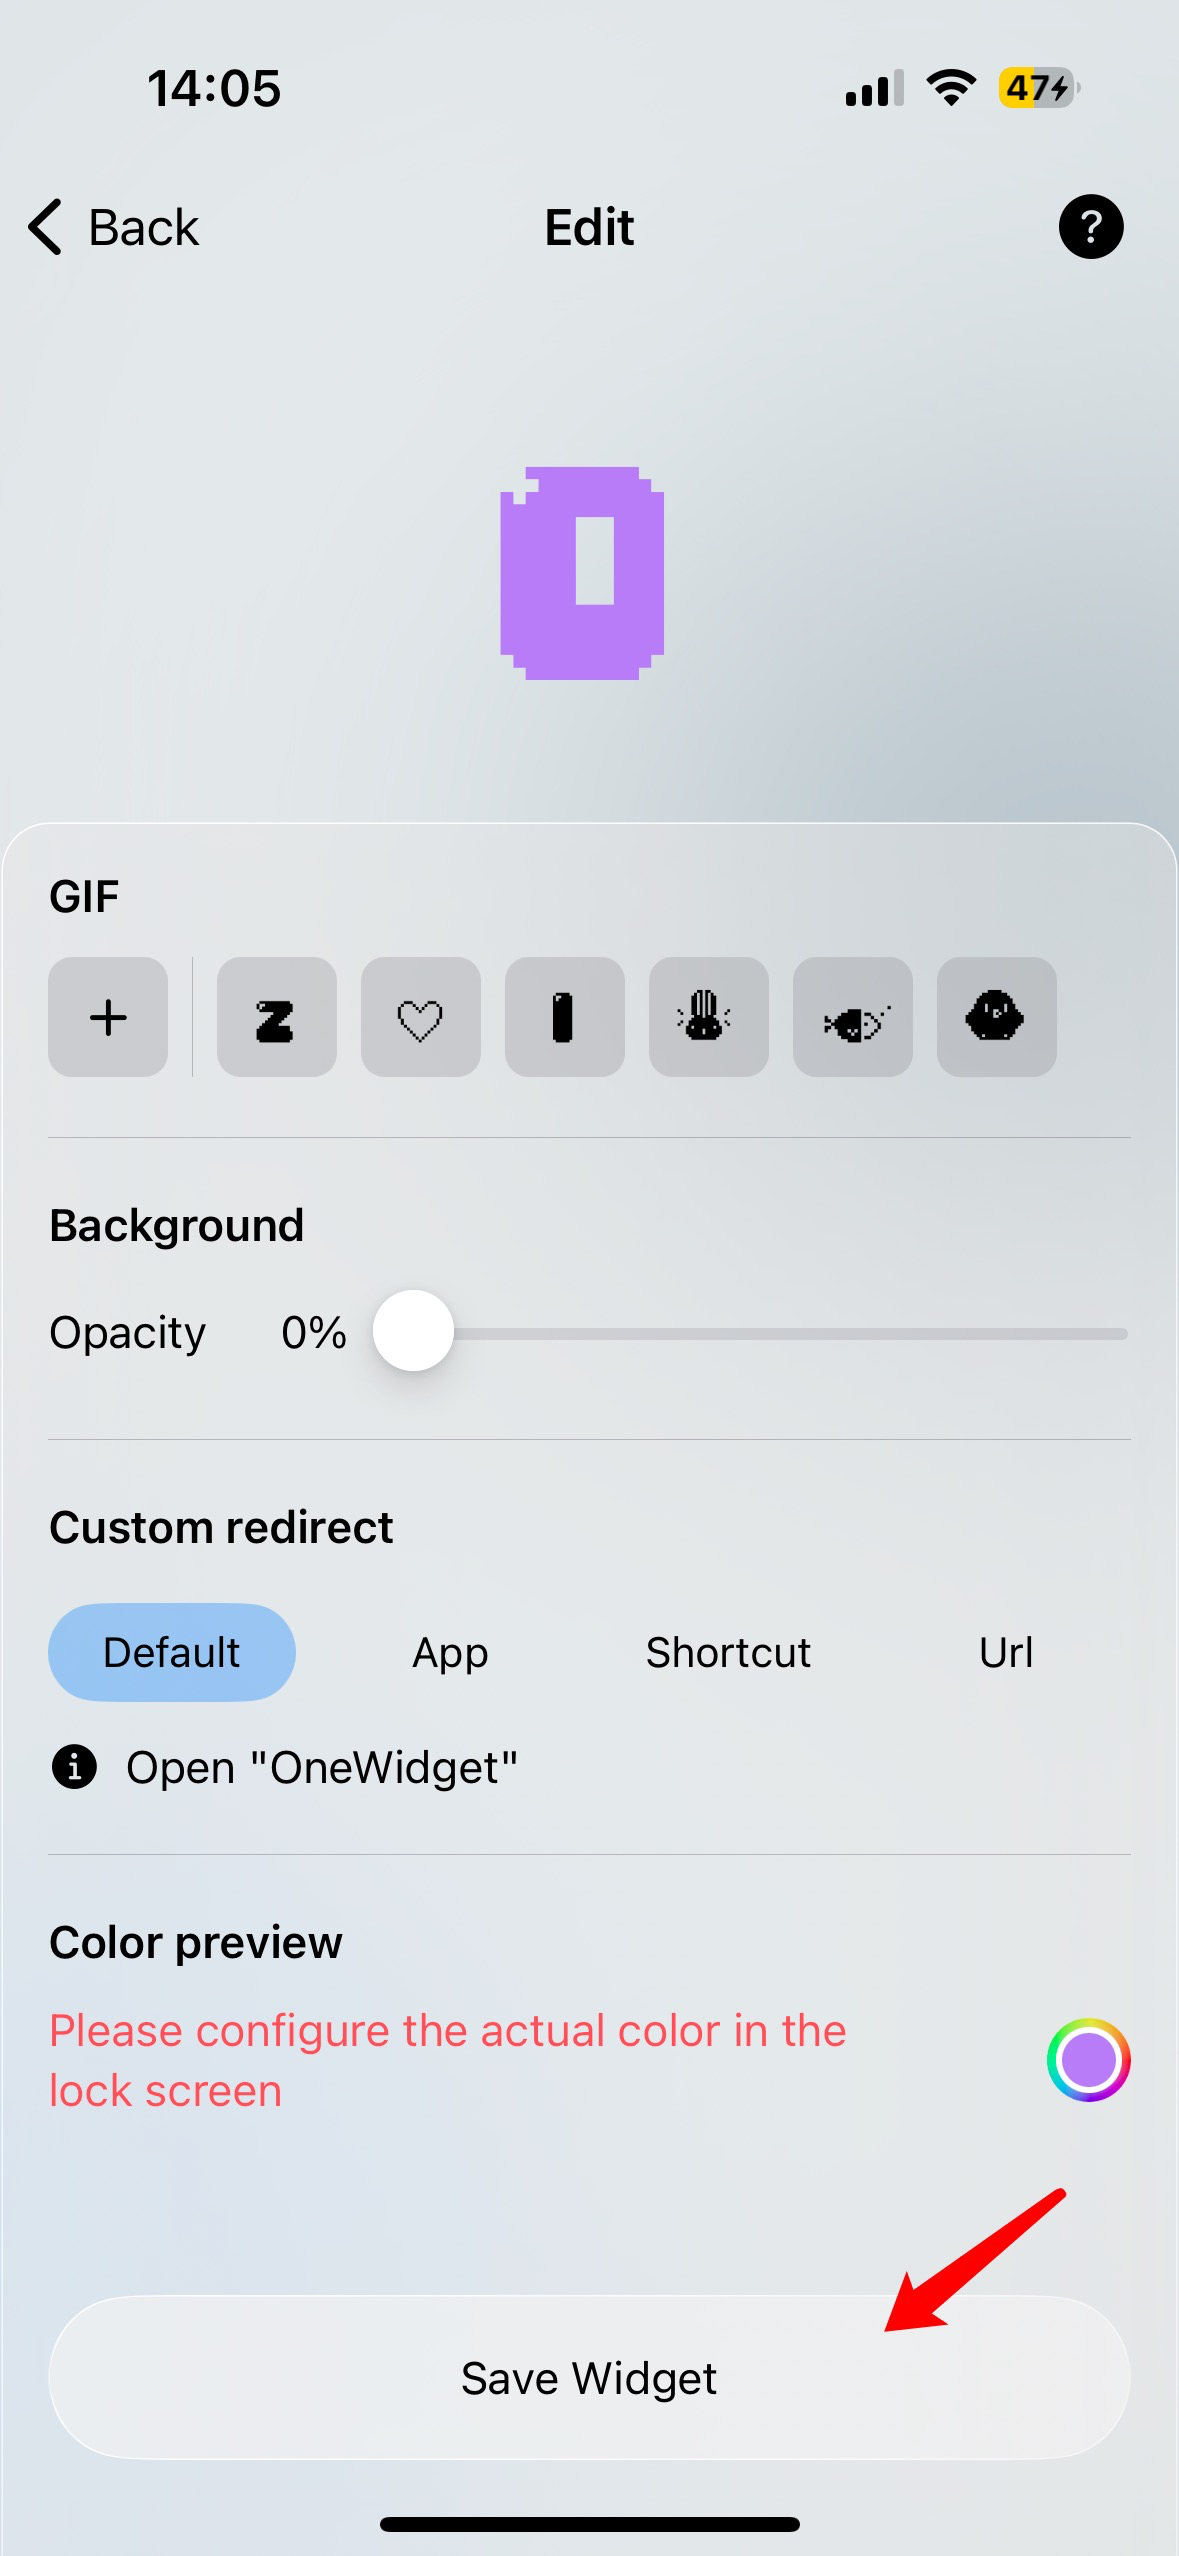 14:05
47
Back
Edit
?
0
GIF
+
Z
Background
Opacity 0%
Custom redirect
Default App Shortcut Url
Open "OneWidget"
Color preview
Please configure the actual color in the
lock screen
Save Widget